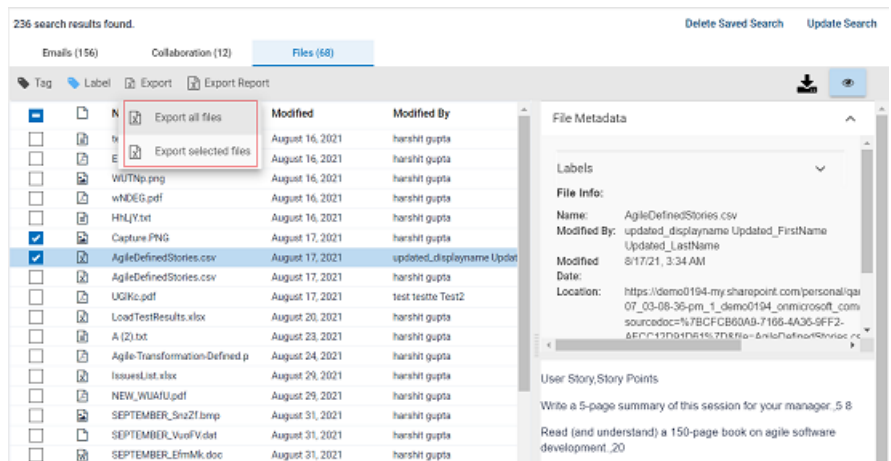 236 search results found.
Delete Saved Search Update Search
Emails (156) Collaboration (12) Files (68)
Tag Label Export Export Report
N Modified Modified By
Export all files
Export selected files
te August 16, 2021 harshit gupta
E August 16, 2021 harshit gupta
WUTNp.png August 16, 2021 harshit gupta
wNDEG.pdf August 16, 2021 harshit gupta
HhLjY.txt August 16, 2021 harshit gupta
Capture.PNG August 17, 2021 harshit gupta
AgileDefinedStories.csv August 17, 2021 updated_displayname Updat
AgileDefinedStories.csv August 17, 2021 harshit gupta
UGIKc.pdf August 17, 2021 test testte Test2
LoadTestResults.xlsx August 20, 2021 harshit gupta
A (2).txt August 23, 2021 harshit gupta
Agile-Transformation-Defined.p August 24, 2021 harshit gupta
IssuesList.xlsx August 29, 2021 harshit gupta
NEW_WUAfU.pdf August 29, 2021 harshit gupta
SEPTEMBER_SnzZf.bmp August 31, 2021 harshit gupta
SEPTEMBER_VuoFV.dat August 31, 2021 harshit gupta
SEPTEMBER_EfmMk.doc August 31, 2021 harshit gupta
File Metadata
Labels
File Info:
Name: AgileDefinedStories.csv
Modified By: updated_displayname Updated_FirstName
Updated_LastName
Modified 8/17/21, 3:34 AM
Date:
Location: https://demo0194-my.sharepoint.com/personal/qar
07_03-08-36-pm_1_demo0194_onmicrosoft_com
sourcedoc=%7BCFCB60A9-7166-4A36-9FF2-
User Story,Story Points
Write a 5-page summary of this session for your manager.,5 8
Read (and understand) a 150-page book on agile software
development.,20